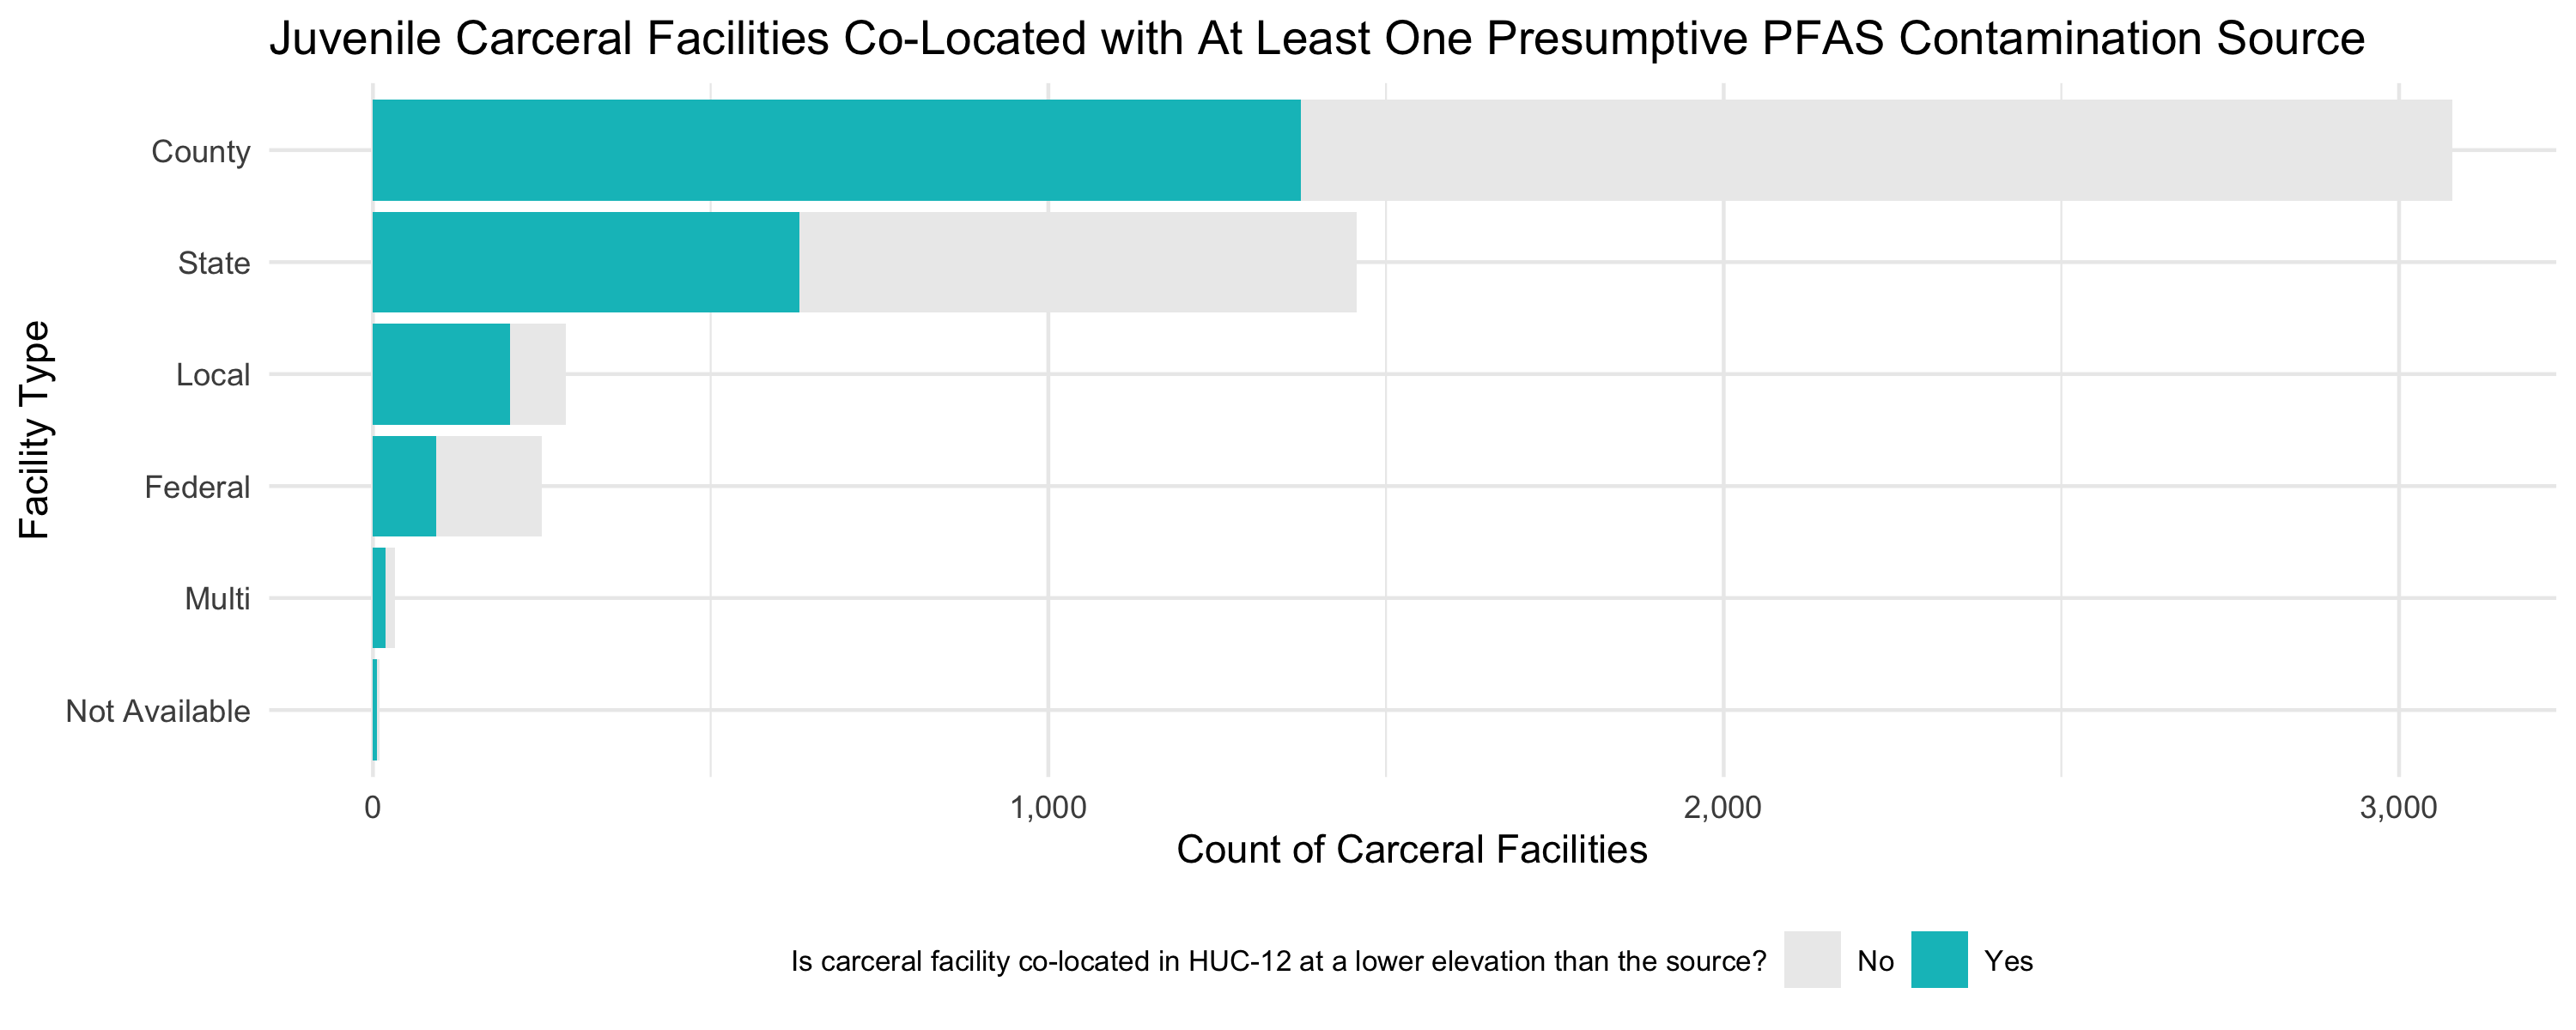 Juvenile Carceral Facilities Co-Located with At Least One Presumptive PFAS Contamination Source
Facility Type
County
State
Local
Federal
Multi
Not Available
0
1,000
2,000
3,000
Count of Carceral Facilities
Is carceral facility co-located in HUC-12 at a lower elevation than the source?
No
Yes